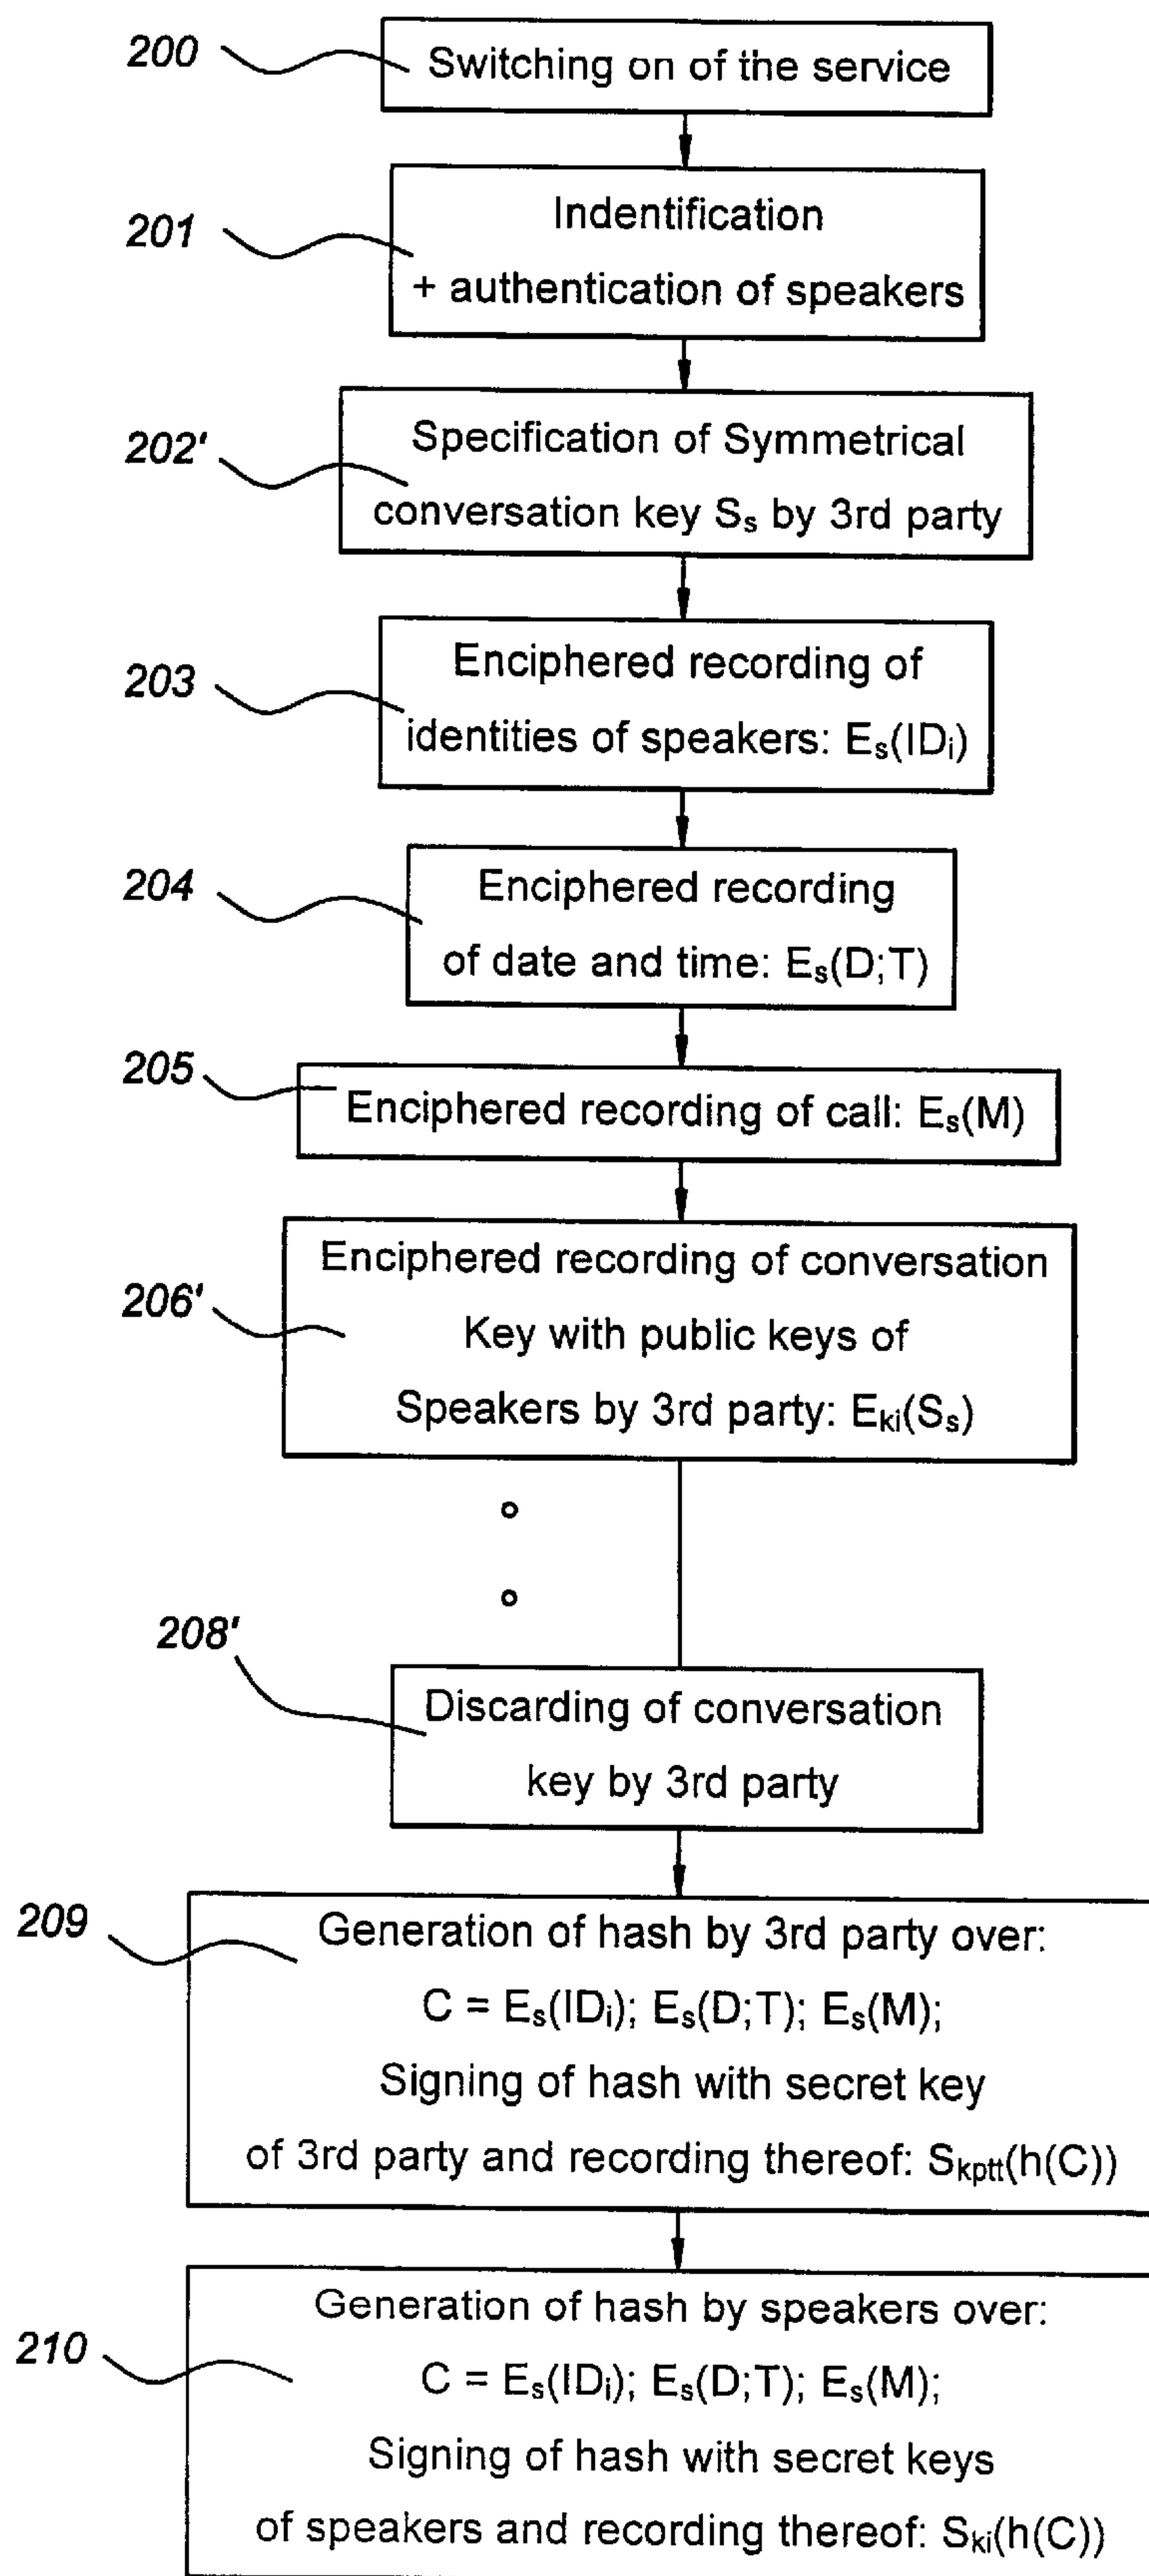 200
Switching on of the service
201
Indentification
+ authentication of speakers
202'
Specification of Symmetrical
conversation key Sₛ by 3rd party
203
Enciphered recording of
identities of speakers: Eₛ(IDᵢ)
204
Enciphered recording
of date and time: Eₛ(D;T)
205
Enciphered recording of call: Eₛ(M)
206'
Enciphered recording of conversation
Key with public keys of
Speakers by 3rd party: Eₖᵢ(Sₛ)
208'
Discarding of conversation
key by 3rd party
209
Generation of hash by 3rd party over:
C = Eₛ(IDᵢ); Eₛ(D;T); Eₛ(M);
Signing of hash with secret key
of 3rd party and recording thereof: Sₖₚₜₜ(h(C))
210
Generation of hash by speakers over:
C = Eₛ(IDᵢ); Eₛ(D;T); Eₛ(M);
Signing of hash with secret keys
of speakers and recording thereof: Sₖᵢ(h(C))